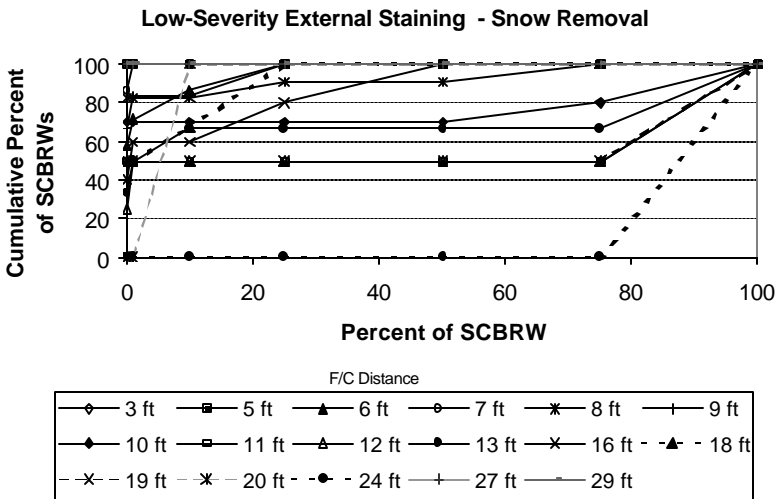 Low-Severity External Staining - Snow Removal
Cumulative Percent
of SCBRWs
100
80
60
40
20
0
0 20 40 60 80 100
Percent of SCBRW
F/C Distance
3 ft 5 ft 6 ft 7 ft 8 ft 9 ft
10 ft 11 ft 12 ft 13 ft 16 ft 18 ft
19 ft 20 ft 24 ft 27 ft 29 ft